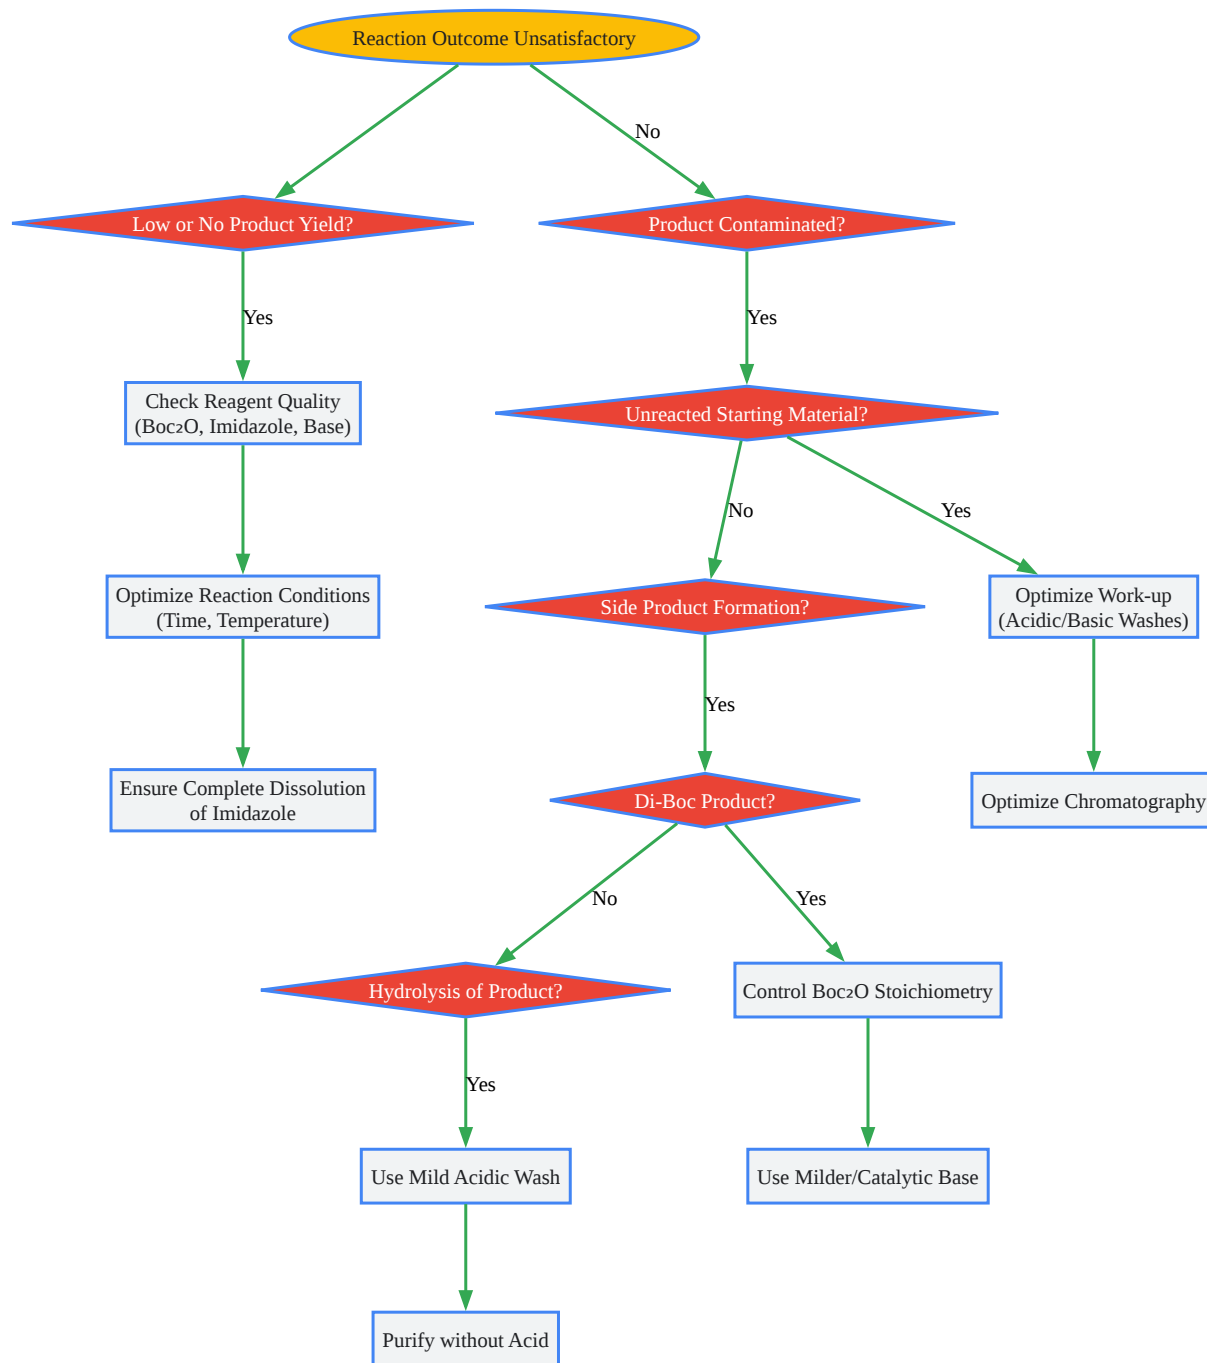 Reaction Outcome Unsatisfactory
No
Low or No Product Yield?
Product Contaminated?
Yes
Yes
Check Reagent Quality
(Boc₂O, Imidazole, Base)
Unreacted Starting Material?
No
Yes
Optimize Reaction Conditions
(Time, Temperature)
Side Product Formation?
Optimize Work-up
(Acidic/Basic Washes)
Yes
Ensure Complete Dissolution
of Imidazole
Di-Boc Product?
Optimize Chromatography
No
Yes
Hydrolysis of Product?
Control Boc₂O Stoichiometry
Yes
Use Mild Acidic Wash
Use Milder/Catalytic Base
Purify without Acid